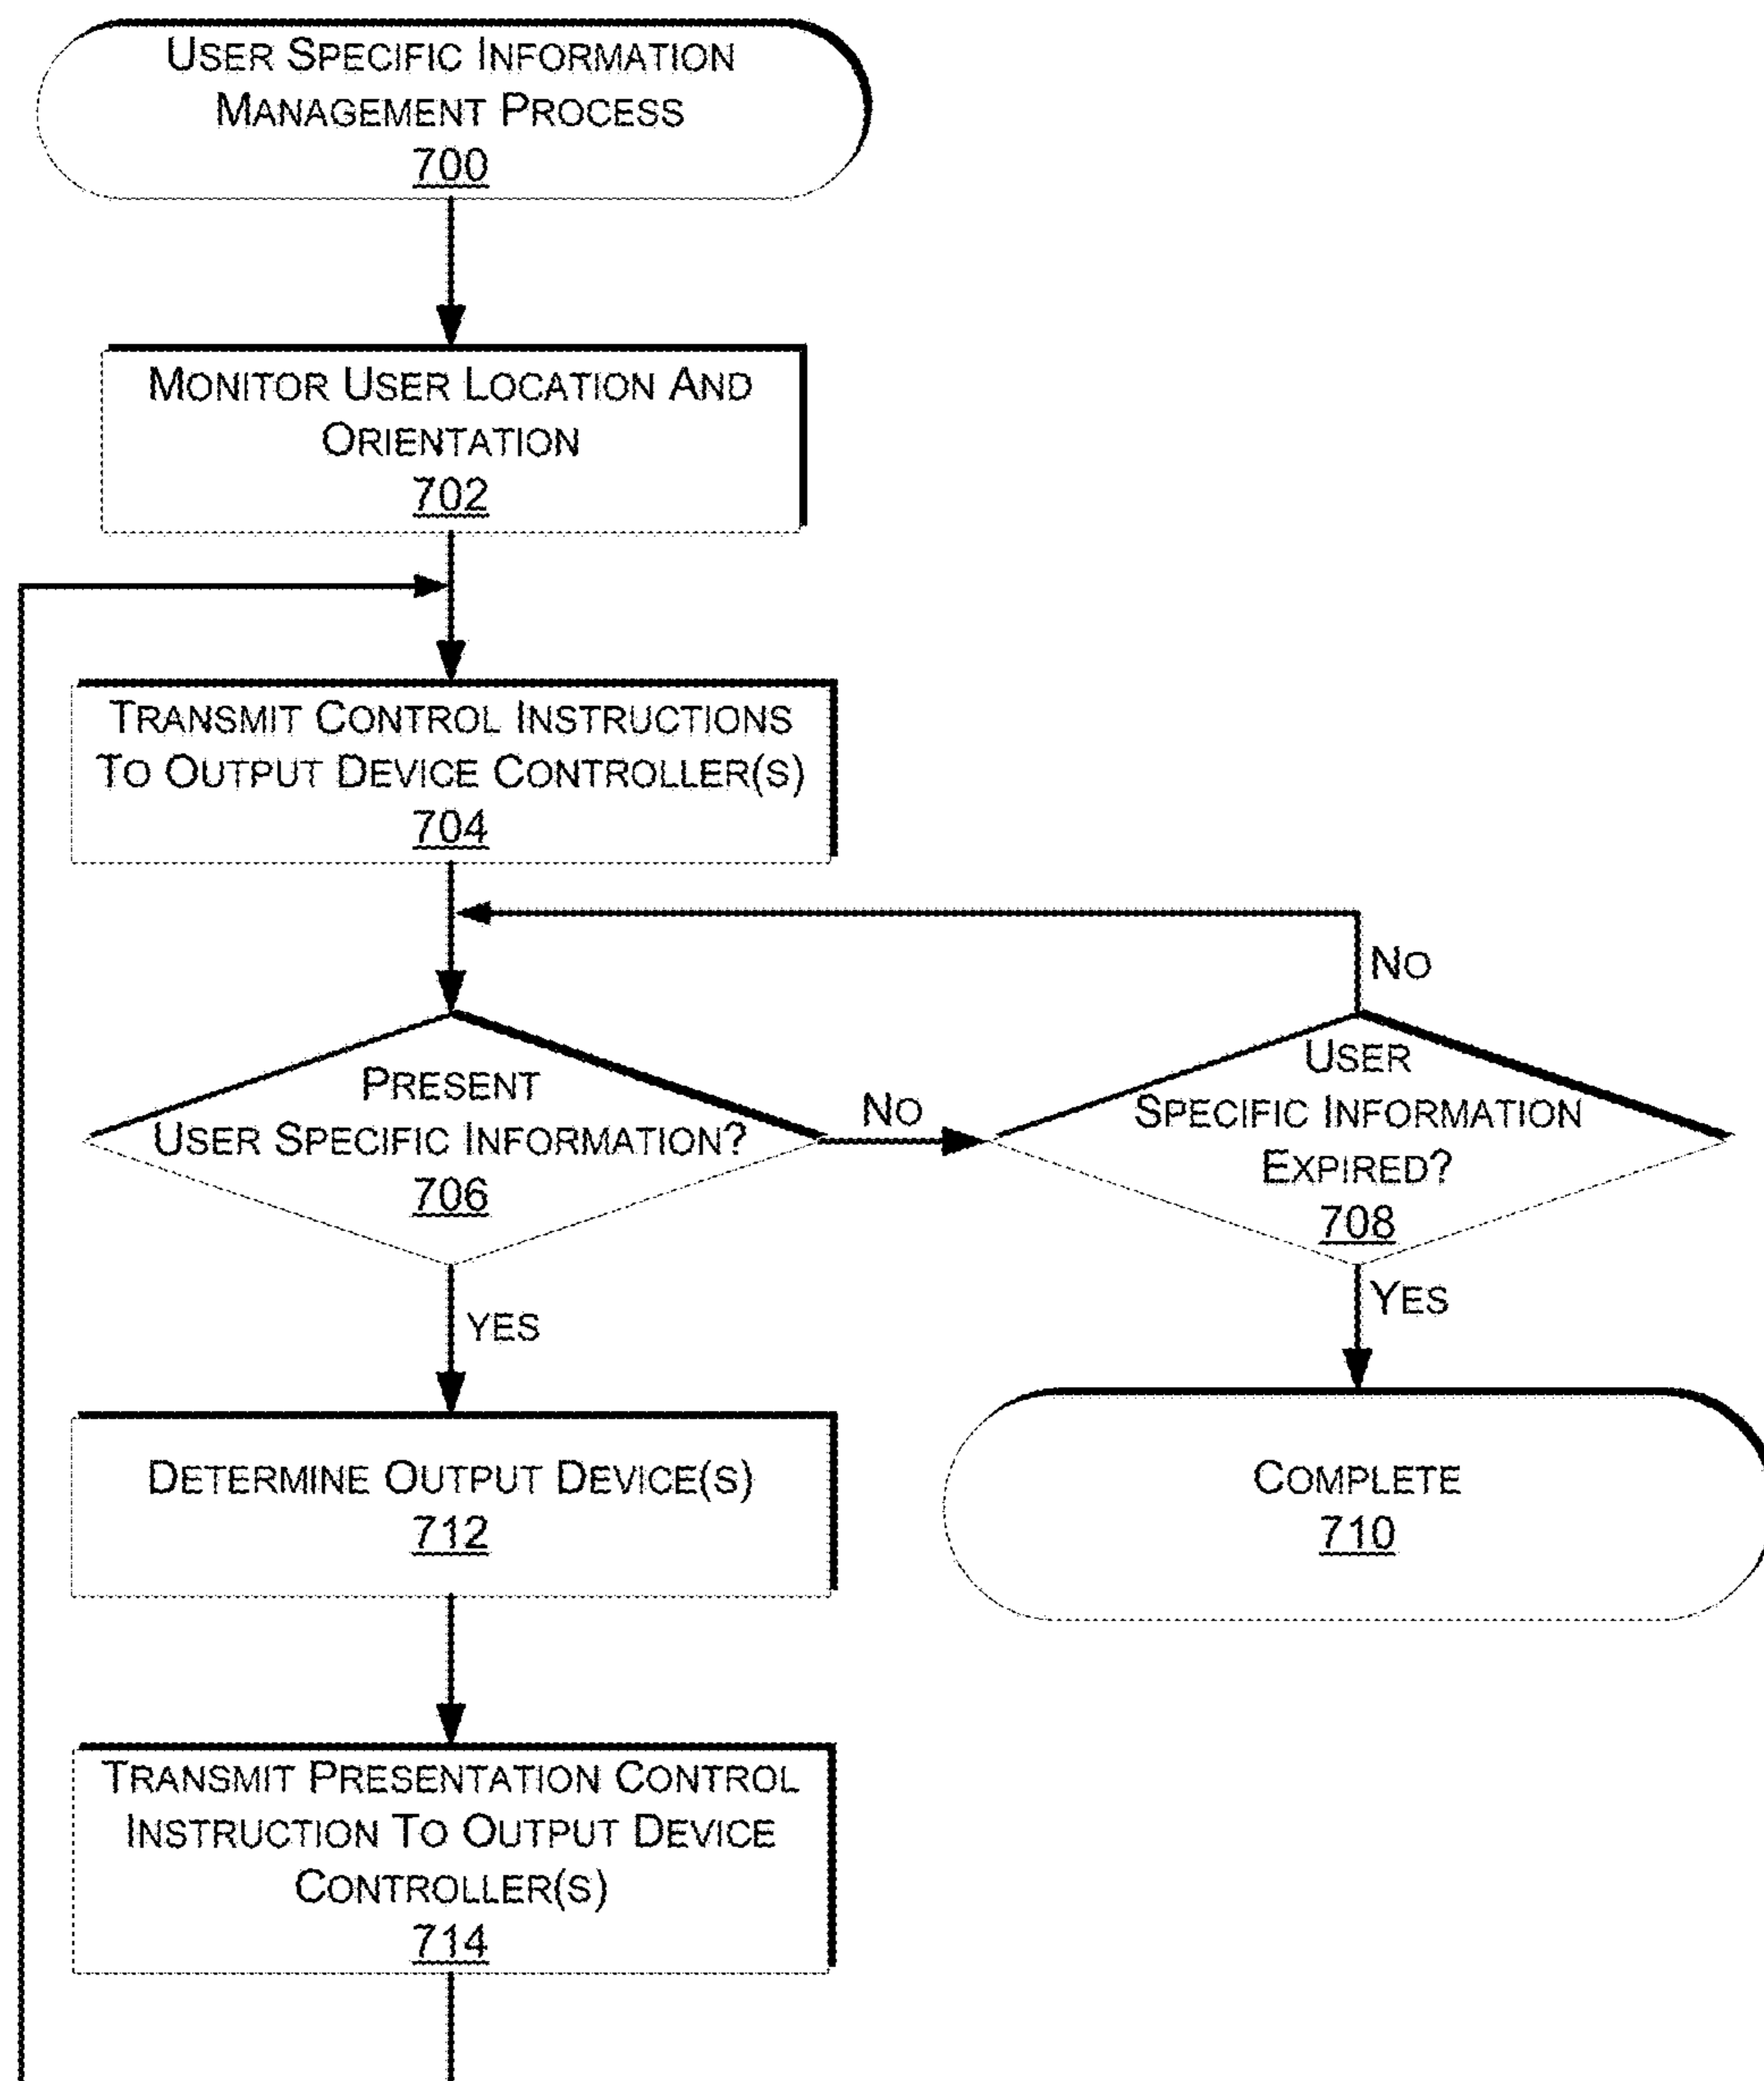 USER SPECIFIC INFORMATION
MANAGEMENT PROCESS
700
MONITOR USER LOCATION AND
ORIENTATION
702
TRANSMIT CONTROL INSTRUCTIONS
TO OUTPUT DEVICE CONTROLLER(S)
704
NO
PRESENT
USER SPECIFIC INFORMATION?
706
NO
USER
SPECIFIC INFORMATION
EXPIRED?
708
YES
YES
DETERMINE OUTPUT DEVICE(S)
712
COMPLETE
710
TRANSMIT PRESENTATION CONTROL
INSTRUCTION TO OUTPUT DEVICE
CONTROLLER(S)
714